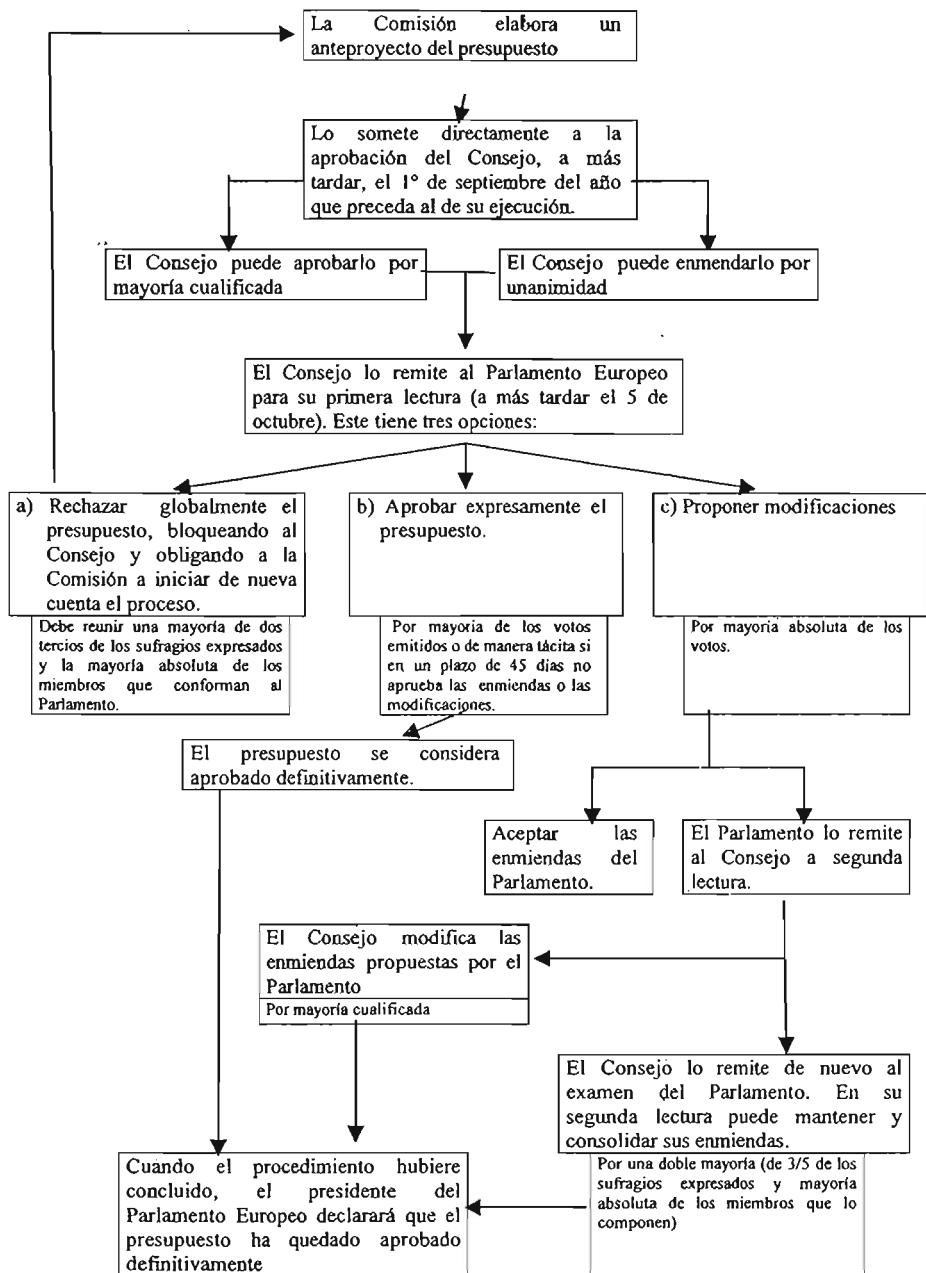 La Comisión elabora un
anteproyecto del presupuesto
Lo somete directamente a la
aprobación del Consejo, a más
tardar, el 1º de septiembre del año
que preceda al de su ejecución.
El Consejo puede aprobarlo por
mayoría cualificada
El Consejo puede enmendarlo por
unanimidad
El Consejo lo remite al Parlamento Europeo
para su primera lectura (a más tardar el 5 de
octubre). Este tiene tres opciones:
a) Rechazar globalmente el
presupuesto, bloqueando al
Consejo y obligando a la
Comisión a iniciar de nueva
cuenta el proceso.
Debe reunir una mayoría de dos
tercios de los sufragios expresados
y la mayoría absoluta de los
miembros que conforman al
Parlamento.
b) Aprobar expresamente el
presupuesto.
Por mayoria de los votos
emitidos o de manera tácita si
en un plazo de 45 días no
aprueba las enmiendas o las
modificaciones.
c) Proponer modificaciones
Por mayoría absoluta de los
votos.
El presupuesto se considera
aprobado definitivamente.
Aceptar las
enmiendas del
Parlamento.
El Parlamento lo remite
al Consejo a segunda
lectura.
El Consejo modifica las
enmiendas propuestas por el
Parlamento
Por mayoría cualificada
El Consejo lo remite de nuevo al
examen del Parlamento. En su
segunda lectura puede mantener y
consolidar sus enmiendas.
Por una doble mayoría (de 3/5 de los
sufragios expresados y mayoría
absoluta de los miembros que lo
componen)
Cuando el procedimiento hubiere
concluido, el presidente del
Parlamento Europeo declarará que el
presupuesto ha quedado aprobado
definitivamente